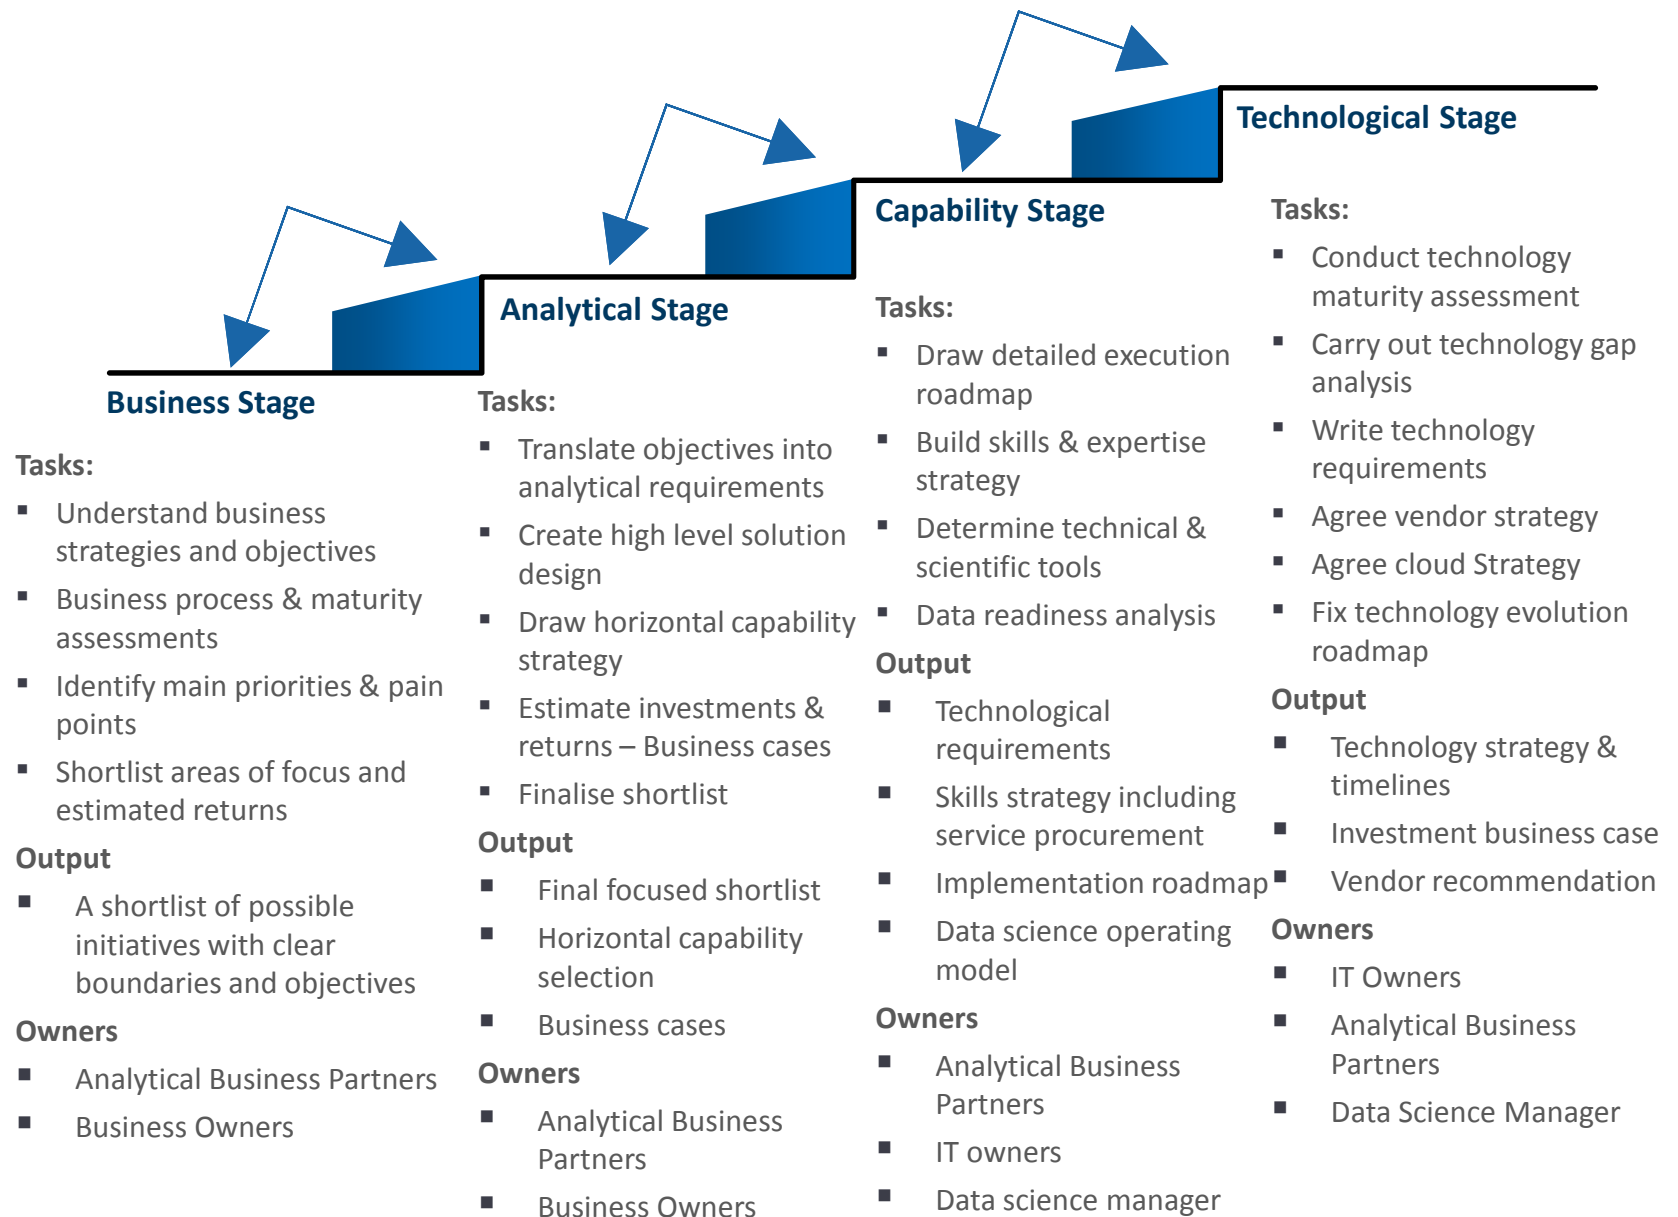 Business Stage
Tasks:
▪ Understand business
strategies and objectives
▪ Business process & maturity
assessments
▪ Identify main priorities & pain
points
▪ Shortlist areas of focus and
estimated returns
Output
▪ A shortlist of possible
initiatives with clear
boundaries and objectives
Owners
▪ Analytical Business Partners
▪ Business Owners
Analytical Stage
Tasks:
▪ Translate objectives into
analytical requirements
▪ Create high level solution
design
▪ Draw horizontal capability
strategy
▪ Estimate investments &
returns – Business cases
▪ Finalise shortlist
Output
▪ Final focused shortlist
▪ Horizontal capability
selection
▪ Business cases
Owners
▪ Analytical Business
Partners
▪ Business Owners
Capability Stage
Tasks:
▪ Draw detailed execution
roadmap
▪ Build skills & expertise
strategy
▪ Determine technical &
scientific tools
▪ Data readiness analysis
Output
▪ Technological
requirements
▪ Skills strategy including
service procurement
▪ Implementation roadmap
▪ Data science operating
model
Owners
▪ Analytical Business
Partners
▪ IT owners
▪ Data science manager
Technological Stage
Tasks:
▪ Conduct technology
maturity assessment
▪ Carry out technology gap
analysis
▪ Write technology
requirements
▪ Agree vendor strategy
▪ Agree cloud Strategy
▪ Fix technology evolution
roadmap
Output
▪ Technology strategy &
timelines
▪ Investment business case
▪ Vendor recommendation
Owners
▪ IT Owners
▪ Analytical Business
Partners
▪ Data Science Manager